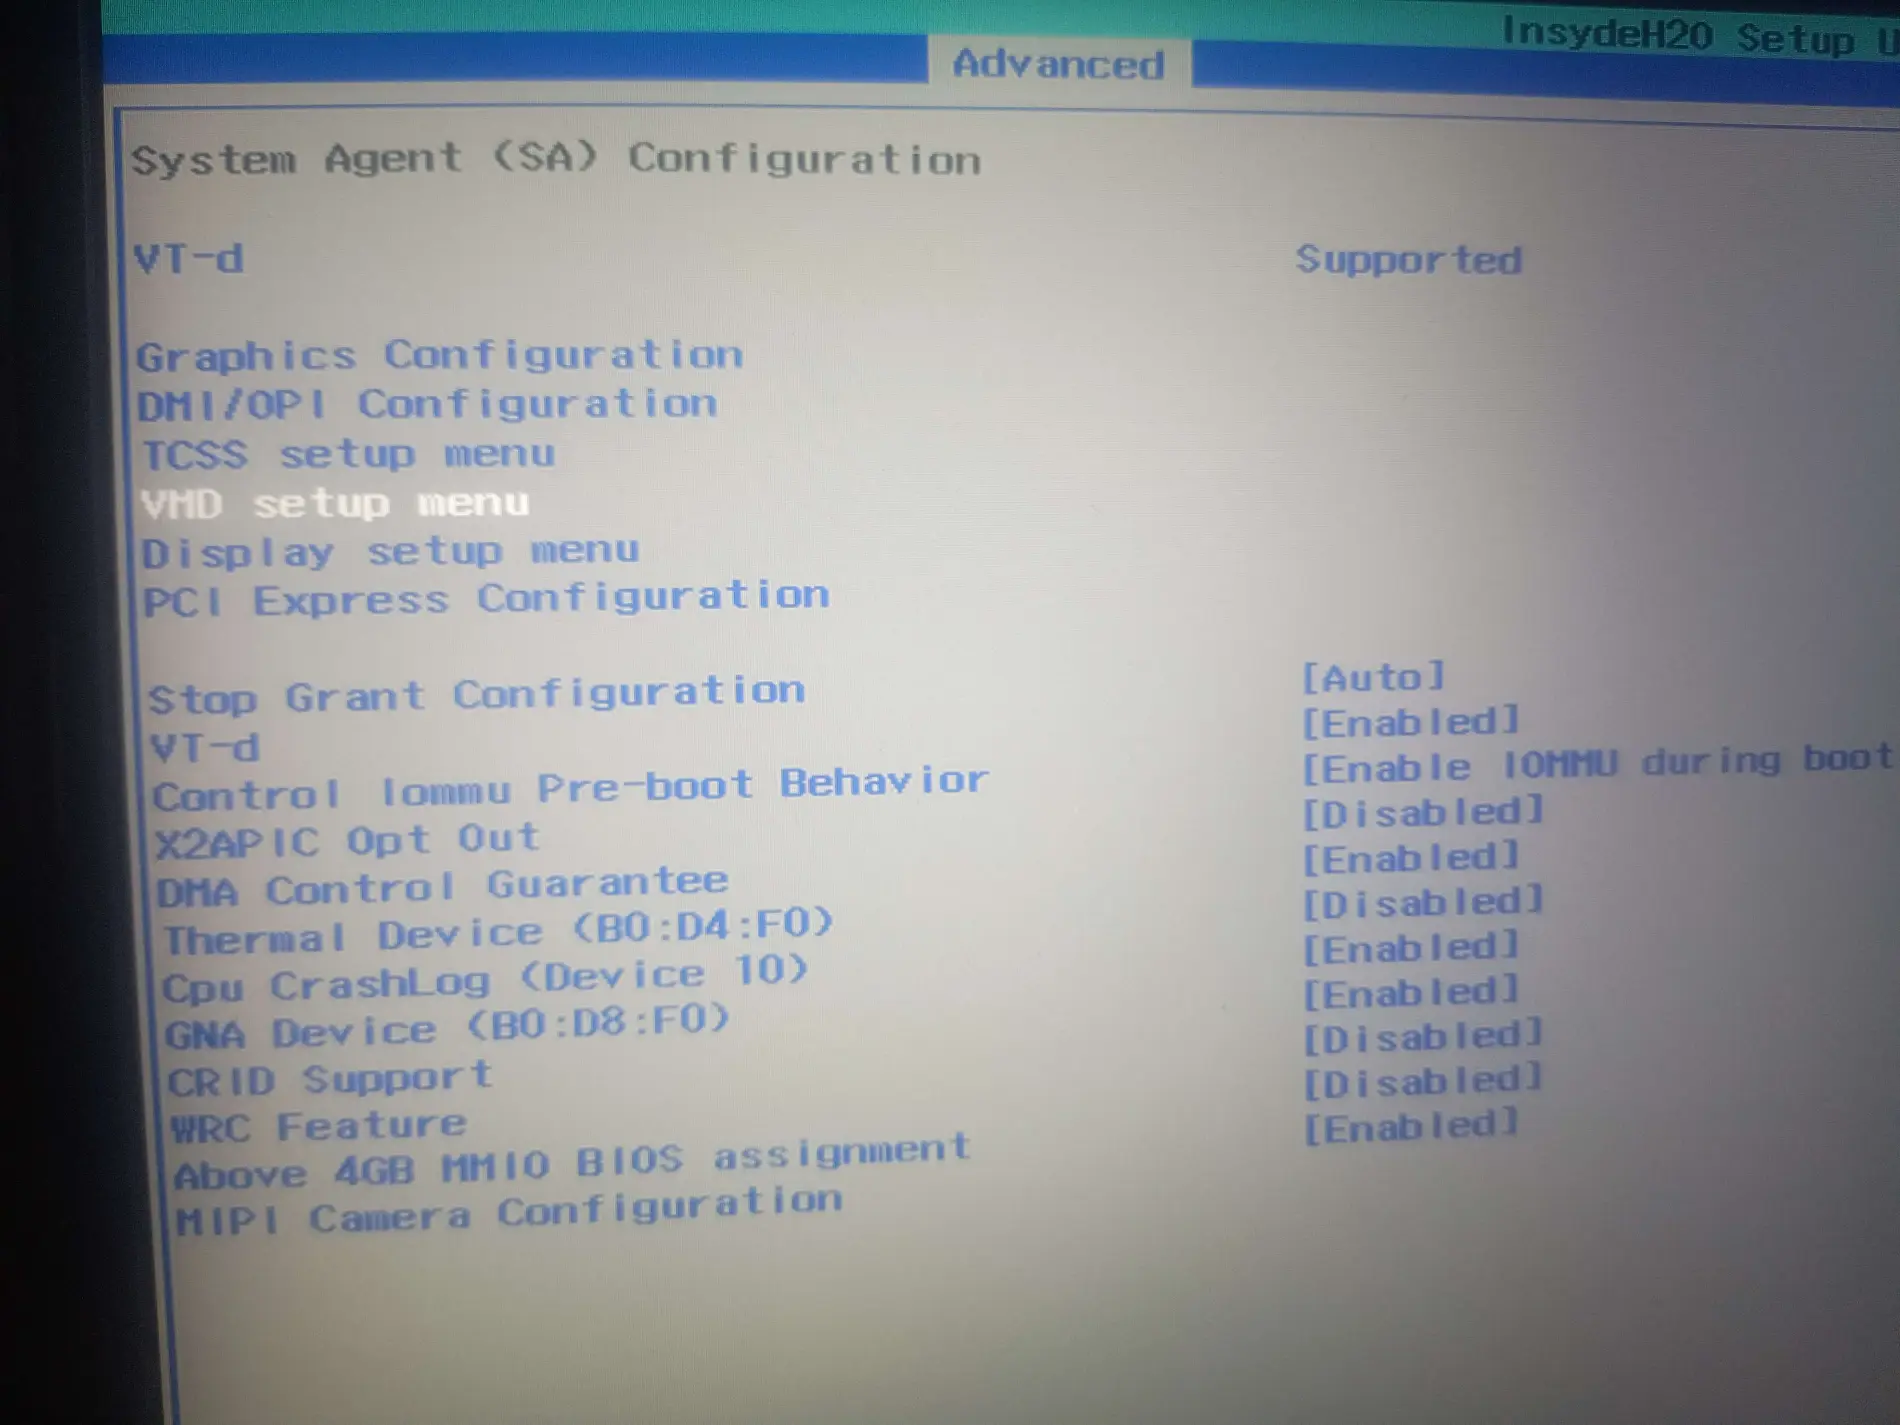 InsydeH20 Setup
Advanced
System Agent (SA) Configuration
VT-d Supported
Graphics Configuration
DMI/OPI Configuration
TCSS setup menu
VMD setup menu
Display setup menu
PCI Express Configuration
Stop Grant Configuration [Auto]
VT-d [Enabled]
Control Iommu Pre-boot Behavior [Enable IOMMU during boot
X2APIC Opt Out [Disabled]
DMA Control Guarantee [Enabled]
Thermal Device (B0:D4:F0) [Disabled]
Cpu CrashLog (Device 10) [Enabled]
GNA Device (B0:D8:F0) [Enabled]
CRID Support [Disabled]
WRC Feature [Disabled]
Above 4GB MMIO BIOS assignment [Enabled]
MIPI Camera Configuration